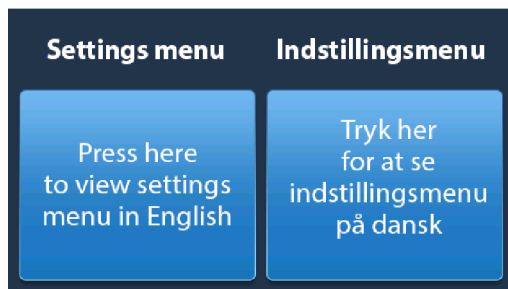 Settings menu
Press here
to view settings
menu in English
Indstillingsmenu
Tryk her
for at se
indstillingsmenu
på dansk